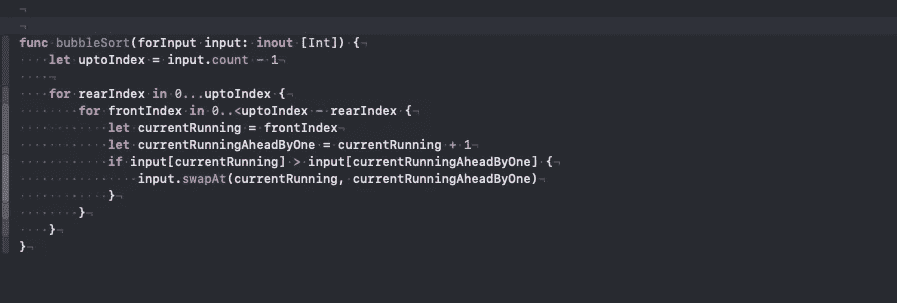 func bubbleSort(forInput input: inout [Int]) {
    let uptoIndex = input.count - 1

    for rearIndex in 0...uptoIndex {
        for frontIndex in 0..<uptoIndex - rearIndex {
            let currentRunning = frontIndex
            let currentRunningAheadByOne = currentRunning + 1
            if input[currentRunning] > input[currentRunningAheadByOne] {
                input.swapAt(currentRunning, currentRunningAheadByOne)
            }
        }
    }
}